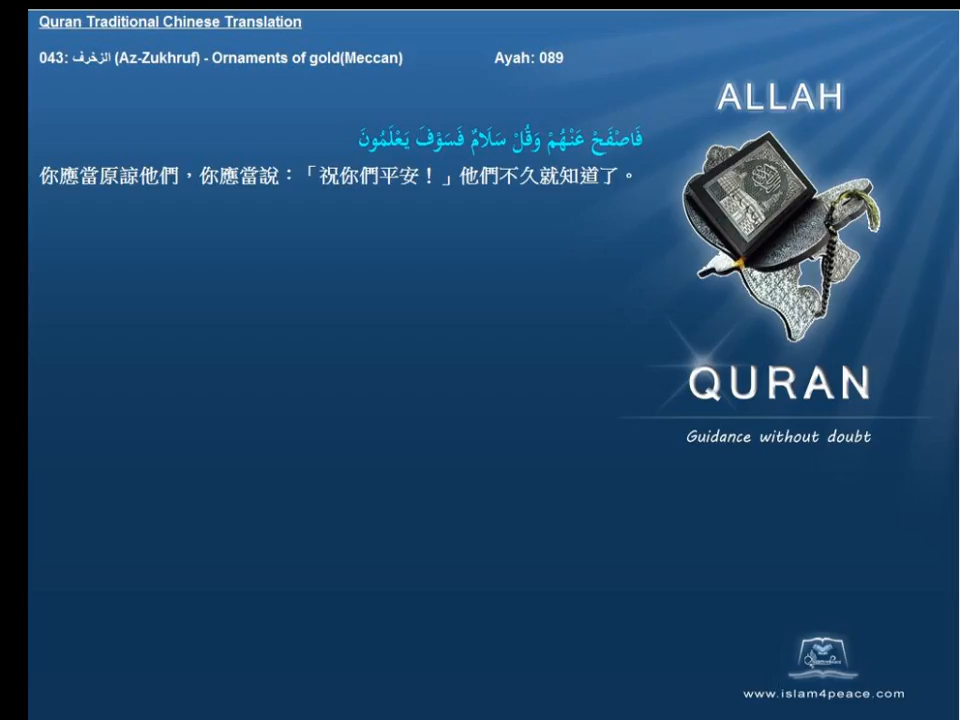 Quran Traditional Chinese Translation
043: الزخرف (Az-Zukhruf) - Ornaments of gold(Meccan) Ayah: 089
ALLAH
فَاصْفَحْ عَنْهُمْ وَقُلْ سَلَامٌ فَسَوْفَ يَعْلَمُونَ
你應當原諒他們，你應當說：「祝你們平安！」他們不久就知道了。
QURAN
Guidance without doubt
www.islam4peace.com